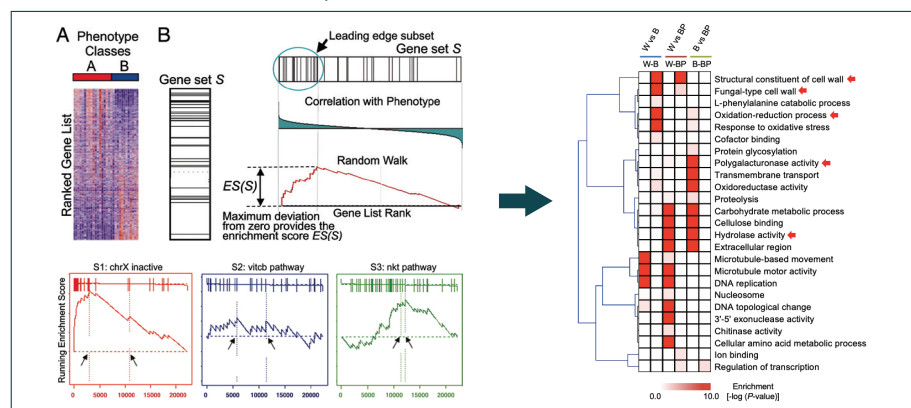 A
Phenotype
Classes
A
B
Ranked Gene List
B
Gene set S
Leading edge subset
Gene set S
Correlation with Phenotype
Random Walk
ES(S)
Gene List Rank
Maximum deviation
from zero provides the
enrichment score ES(S)
S1: chrX inactive
S2: vitcb pathway
S3: nkt pathway
Running Enrichment Score
0 5000 10000 15000 20000
0 5000 10000 15000 20000
0 5000 10000 15000 20000
W vs B
W vs BP
B vs BP
W-B W-BP B-BP
Structural constituent of cell wall
Fungal-type cell wall
L-phenylalanine catabolic process
Oxidation-reduction process
Response to oxidative stress
Cofactor binding
Protein glycosylation
Polygalacturonase activity
Transmembrane transport
Oxidoreductase activity
Proteolysis
Carbohydrate metabolic process
Cellulose binding
Hydrolase activity
Extracellular region
Microtubule-based movement
Microtubule motor activity
DNA replication
Nucleosome
DNA topological change
3'-5' exonuclease activity
Chitinase activity
Cellular amino acid metabolic process
Ion binding
Regulation of transcription
Enrichment
0.0 10.0
[-log (P-value)]